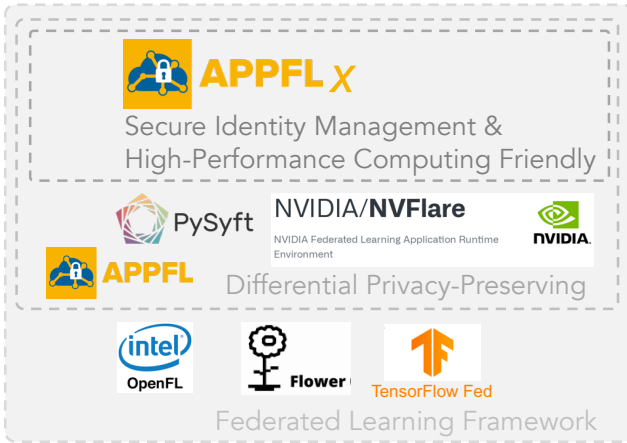 APPFL X
Secure Identity Management &
High-Performance Computing Friendly
PySyft
NVIDIA/NVFlare
NVIDIA Federated Learning Application Runtime
Environment
NVIDIA.
APPFL
Differential Privacy-Preserving
intel
OpenFL
Flower
TensorFlow Fed
Federated Learning Framework